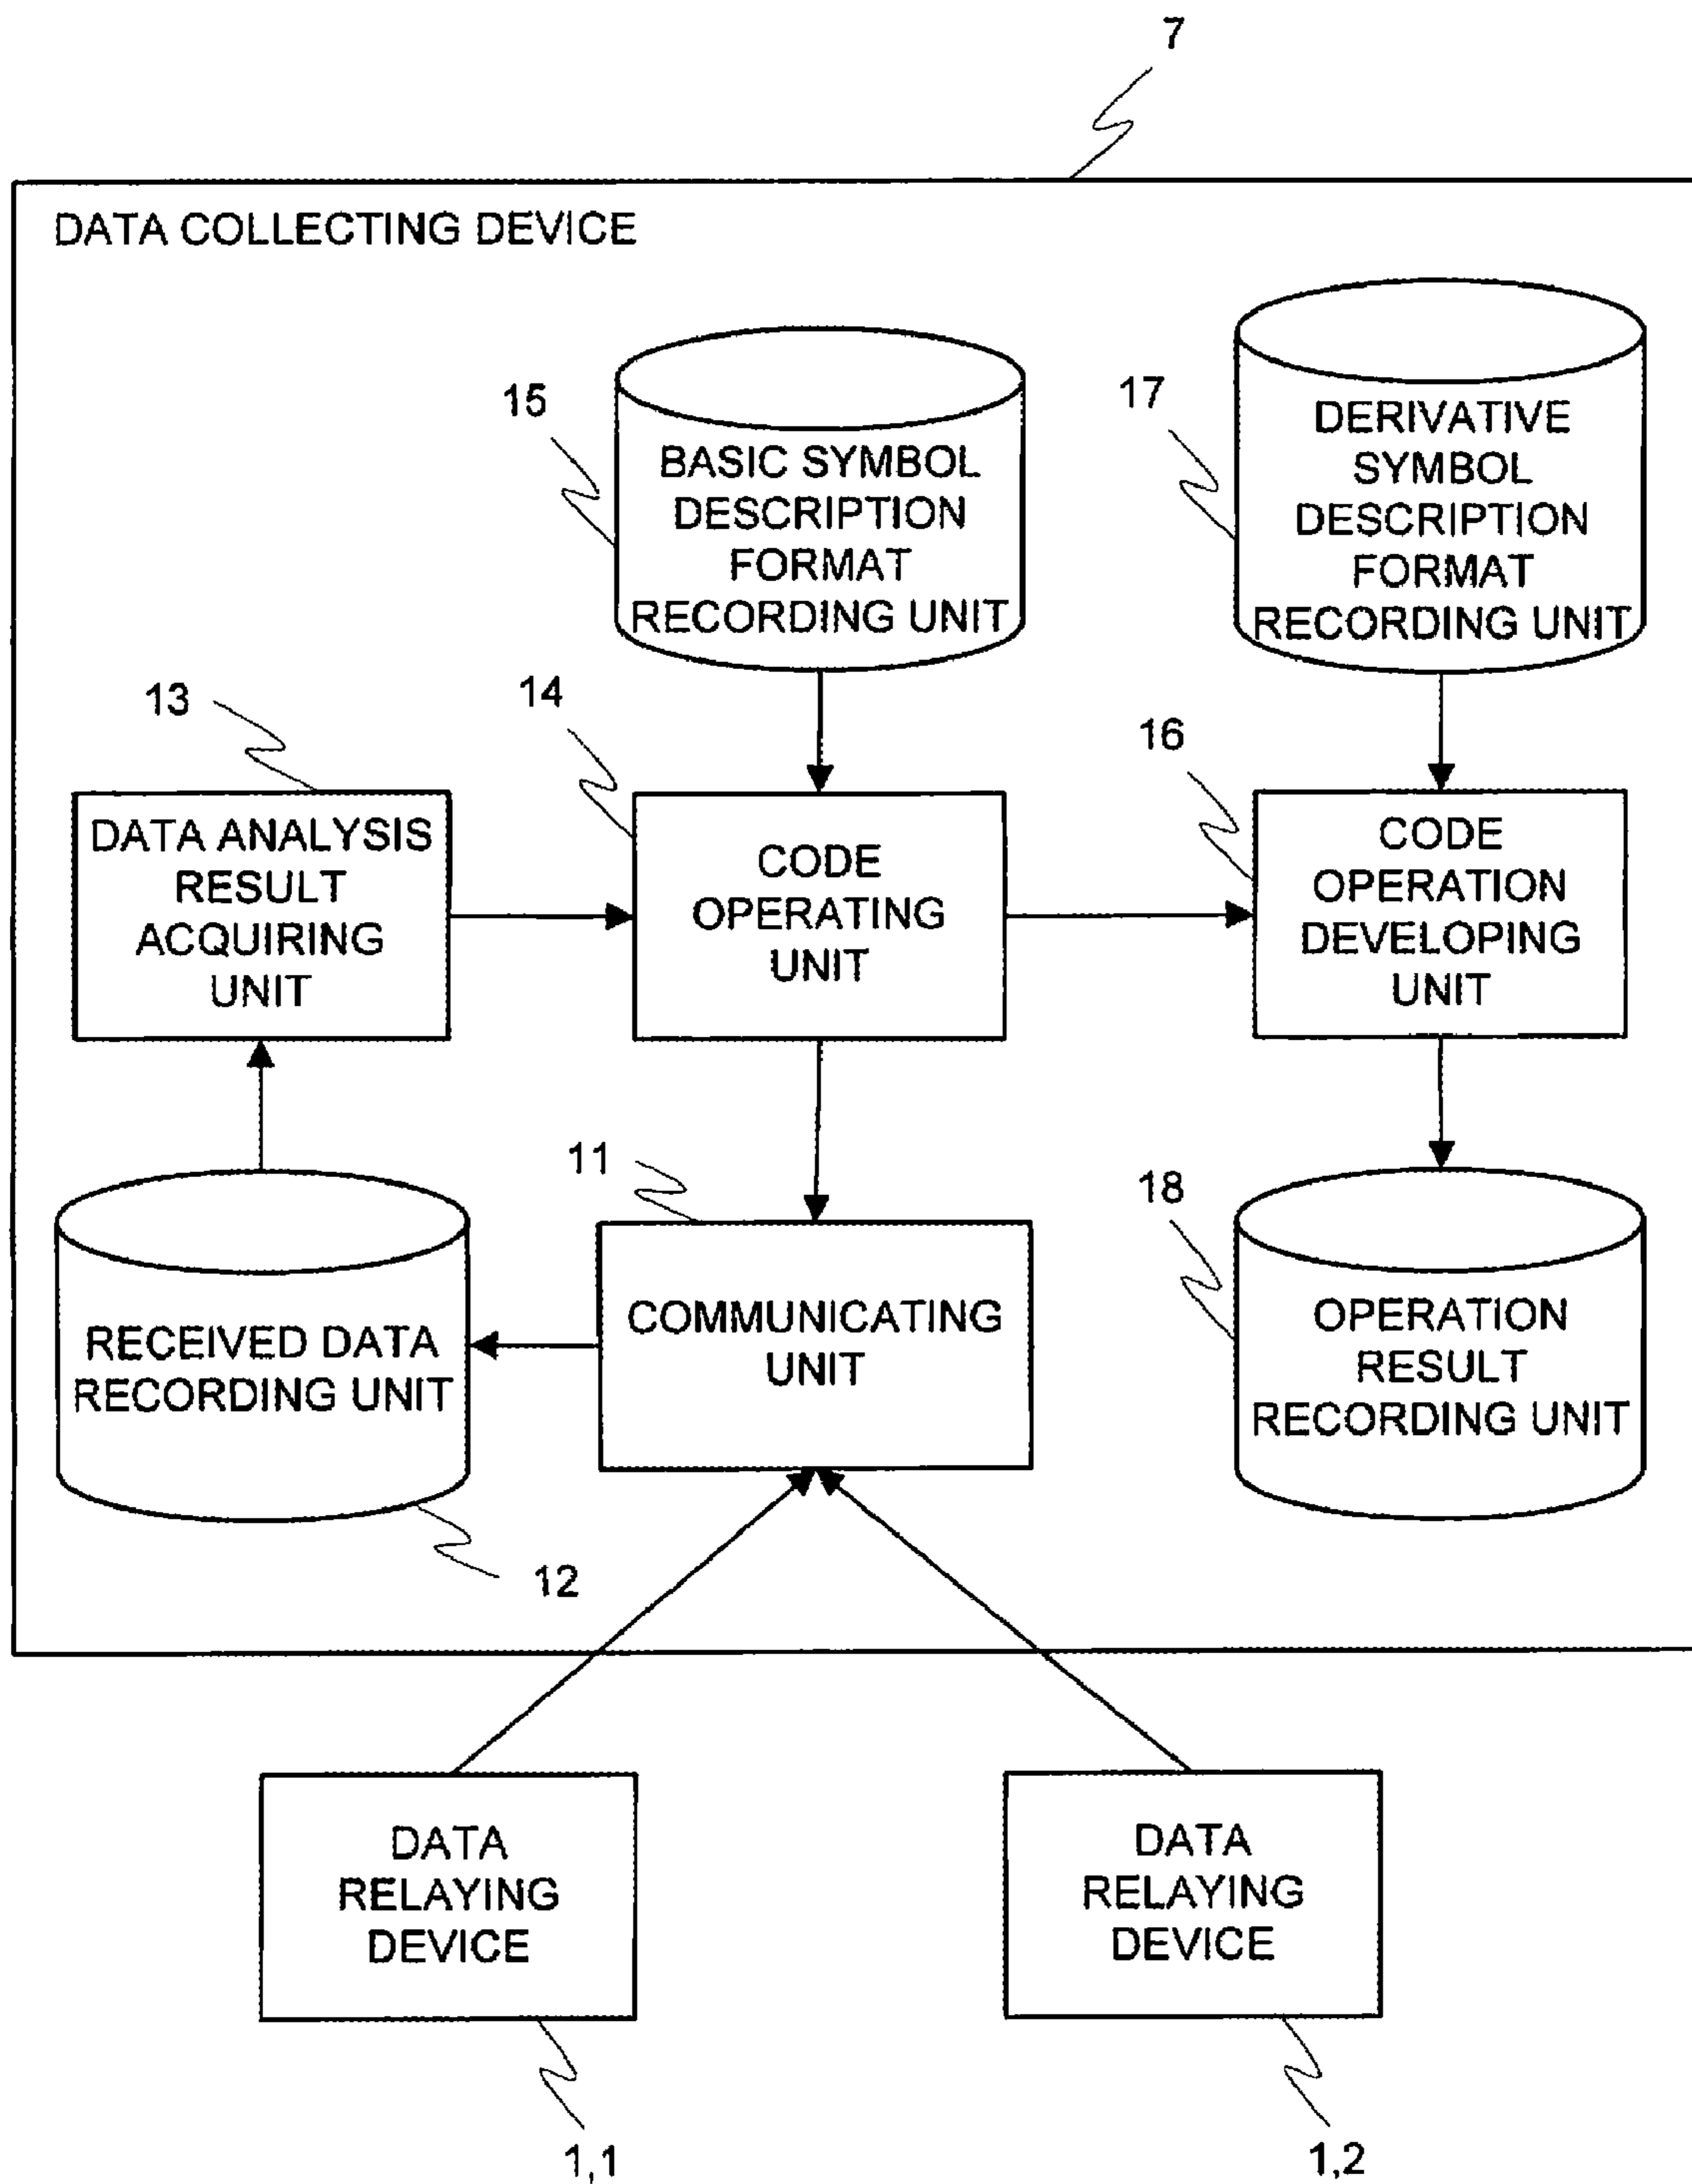 7
DATA COLLECTING DEVICE
15
BASIC SYMBOL
DESCRIPTION
FORMAT
RECORDING UNIT
17
DERIVATIVE
SYMBOL
DESCRIPTION
FORMAT
RECORDING UNIT
13
DATA ANALYSIS
RESULT
ACQUIRING
UNIT
14
CODE
OPERATING
UNIT
16
CODE
OPERATION
DEVELOPING
UNIT
11
COMMUNICATING
UNIT
RECEIVED DATA
RECORDING UNIT
12
18
OPERATION
RESULT
RECORDING UNIT
DATA
RELAYING
DEVICE
1,1
DATA
RELAYING
DEVICE
1,2